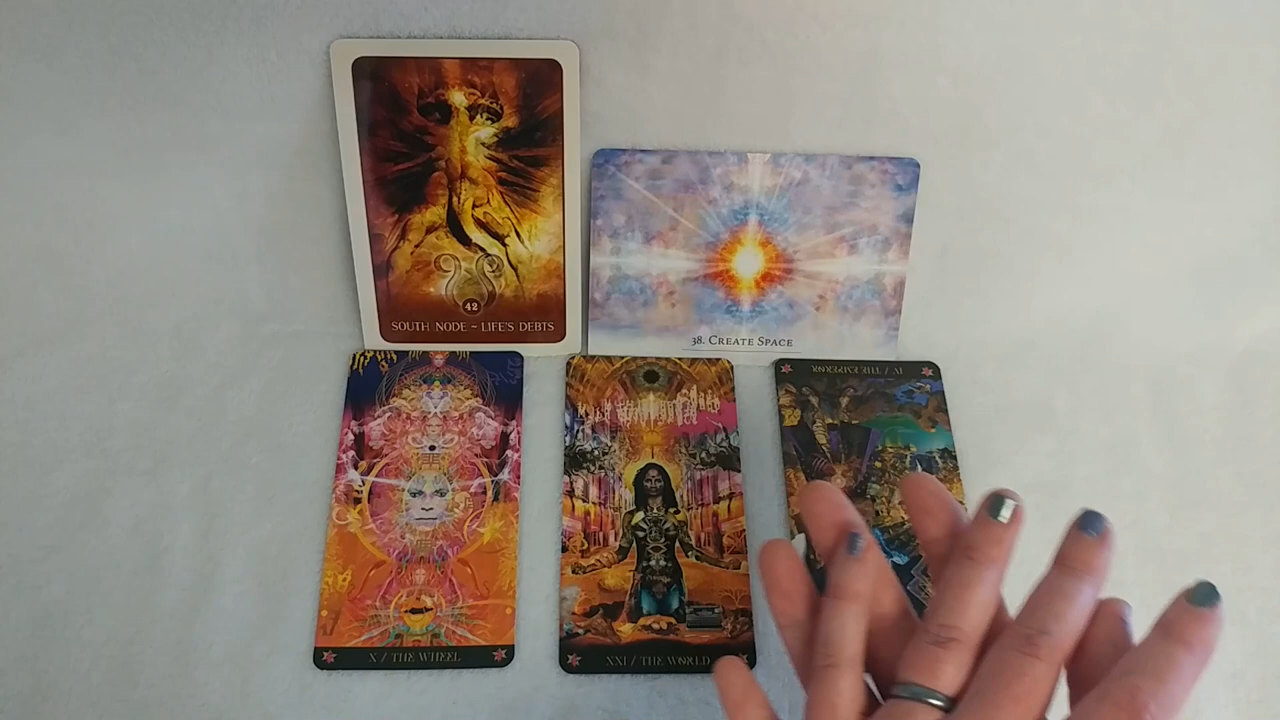 42
SOUTH NODE ~ LIFE'S DEBTS
38. CREATE SPACE
IV / THE EMPEROR
X / THE WHEEL
XXI / THE WORLD